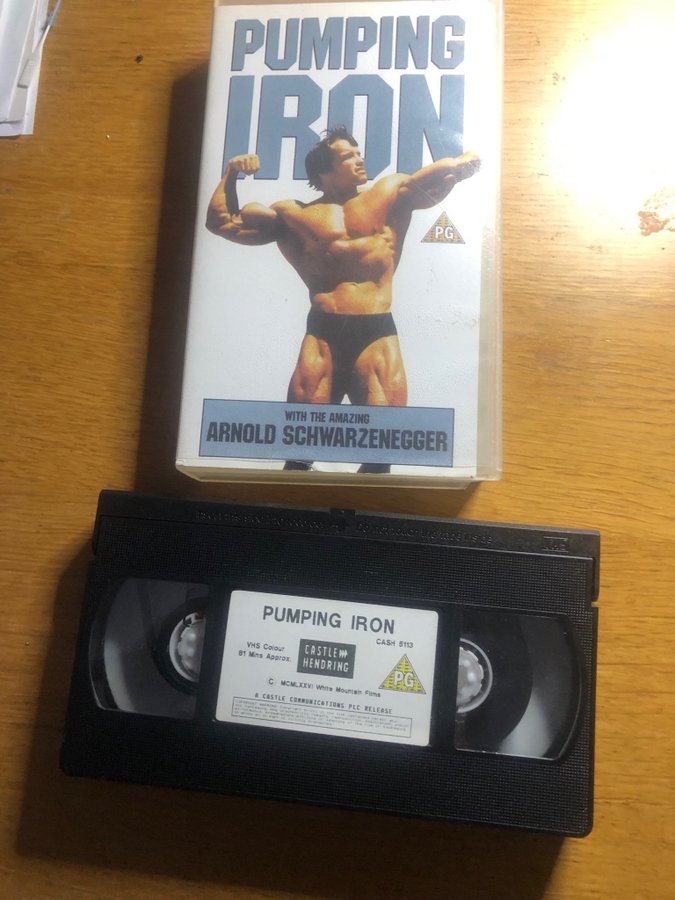 PUMPING
IRON
PG
WITH THE AMAZING
ARNOLD SCHWARZENEGGER
VHS
PUMPING IRON
VHS Colour
81 Mins Approx.
CASTLE
HENDRING
CASH 5113
PG
© MCMLXXVI White Mountain Films
A CASTLE COMMUNICATIONS PLC RELEASE